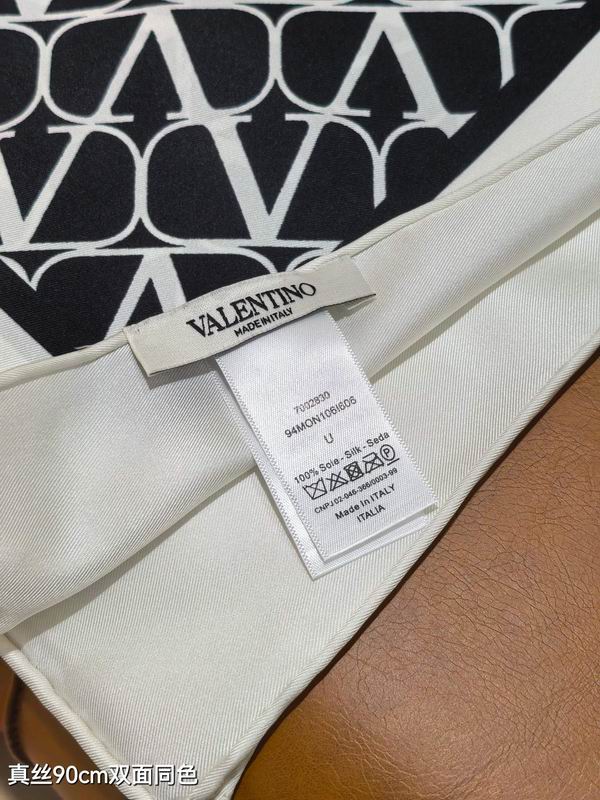 VALENTINO
MADE IN ITALY
7002830
94MON106I606
U
100% Soie - Silk - Seda
CNPJ 02-046-366/0003-99
Made in ITALY
ITALIA
真丝90cm双面同色